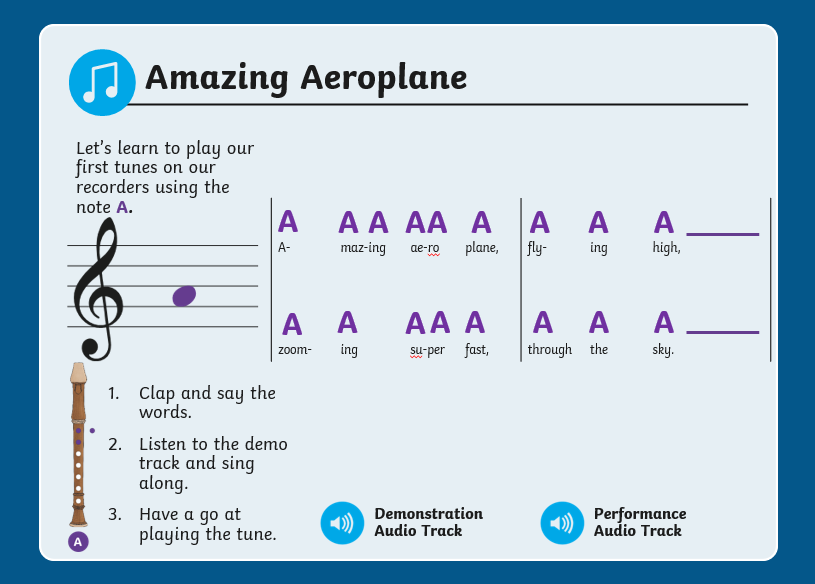 Amazing Aeroplane
Let's learn to play our
first tunes on our
recorders using the
note A.
A A A A A A A A A
A- maz-ing ae-ro plane, fly- ing high,
A A A A A A A A
zoom- ing su-per fast, through the sky.
1. Clap and say the
words.
2. Listen to the demo
track and sing
along.
3. Have a go at
playing the tune.
A
Demonstration
Audio Track
Performance
Audio Track